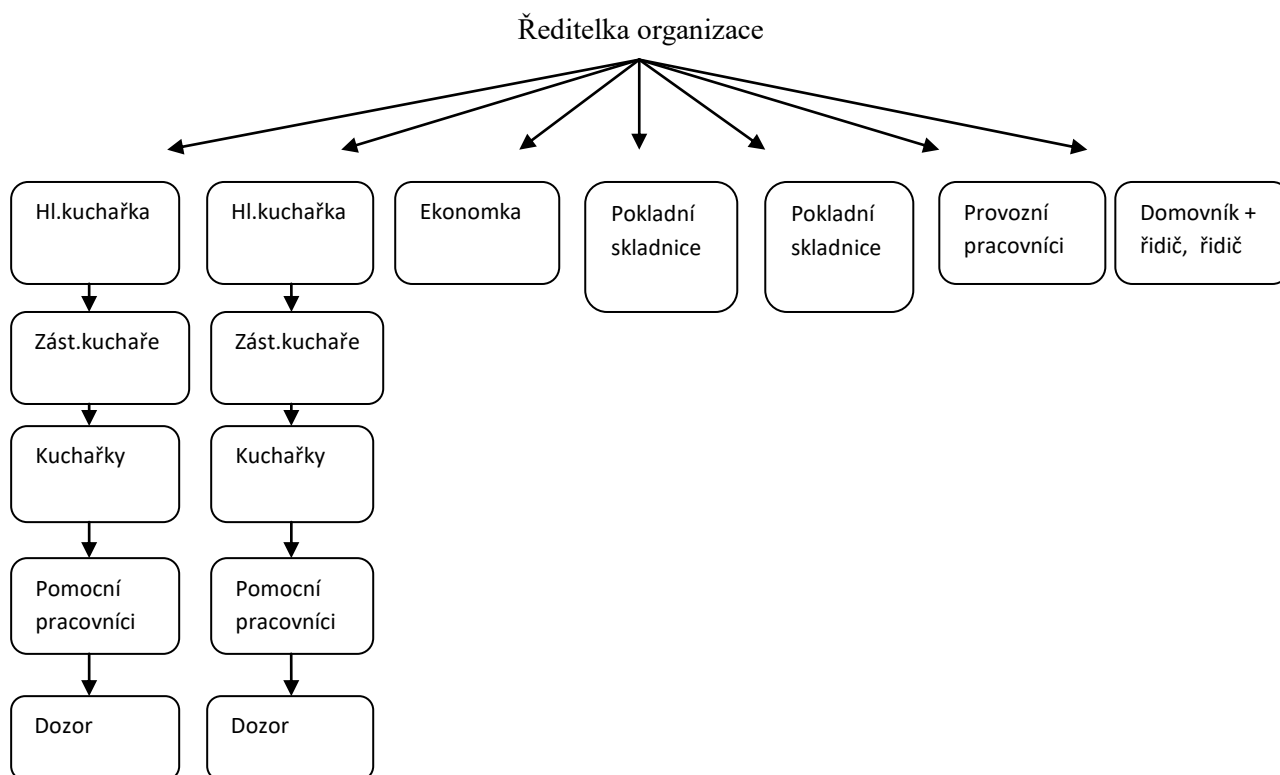 Ředitelka organizace
Hl.kuchařka
Hl.kuchařka
Ekonomka
Pokladní
skladnice
Pokladní
skladnice
Provozní
pracovníci
Domovník +
řidič, řidič
Zást.kuchaře
Zást.kuchaře
Kuchařky
Kuchařky
Pomocní
pracovníci
Pomocní
pracovníci
Dozor
Dozor